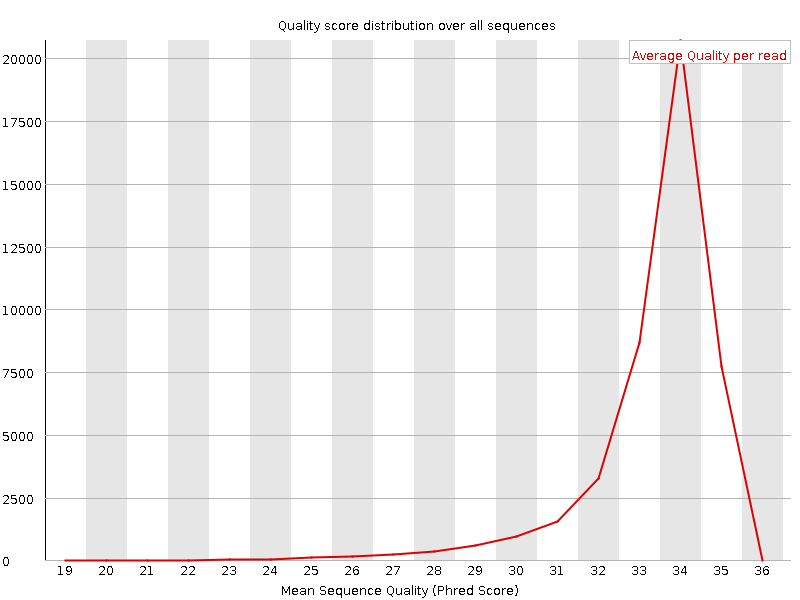 Quality score distribution over all sequences
Average Quality per read
20000
17500
15000
12500
10000
7500
5000
2500
0
19 20 21 22 23 24 25 26 27 28 29 30 31 32 33 34 35 36
Mean Sequence Quality (Phred Score)